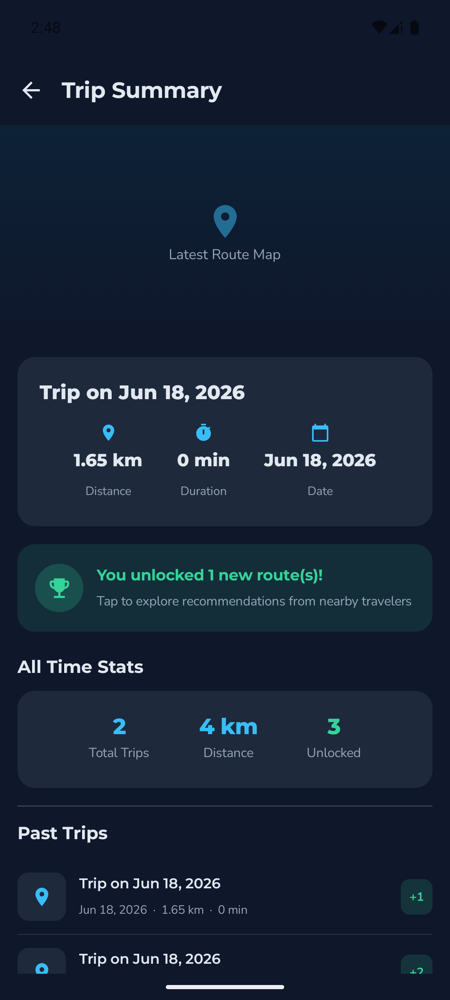 2:48
Trip Summary
Latest Route Map
Trip on Jun 18, 2026
1.65 km 0 min Jun 18, 2026
Distance Duration Date
You unlocked 1 new route(s)!
Tap to explore recommendations from nearby travelers
All Time Stats
2 4 km 3
Total Trips Distance Unlocked
Past Trips
Trip on Jun 18, 2026
Jun 18, 2026 · 1.65 km · 0 min
+1
Trip on Jun 18, 2026
+2